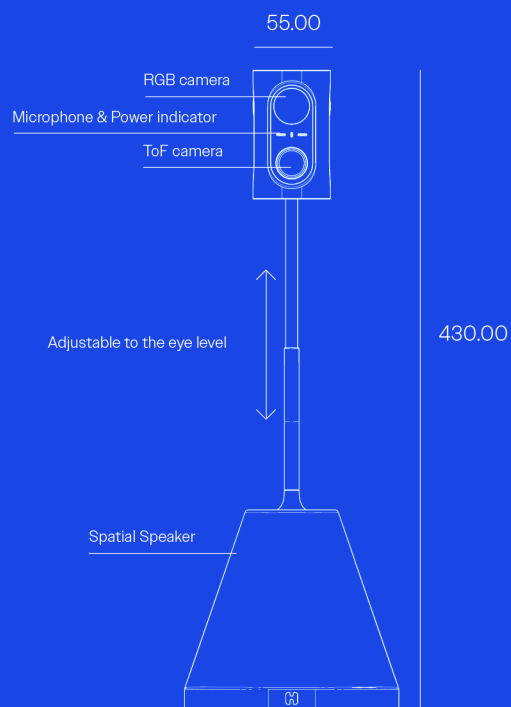 55.00
RGB camera
Microphone & Power indicator
ToF camera
Adjustable to the eye level
430.00
Spatial Speaker